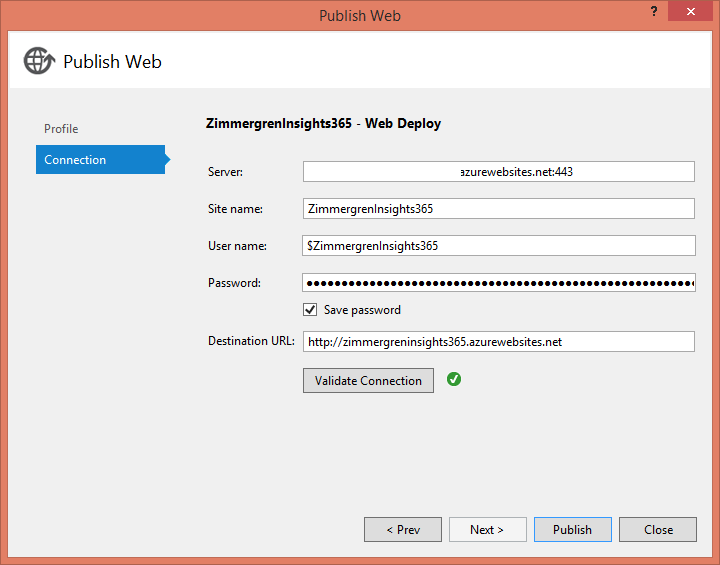 Publish Web
?
Publish Web
Profile
Connection
ZimmergrenInsights365 - Web Deploy
Server: azurewebsites.net:443
Site name: ZimmergrenInsights365
User name: $ZimmergrenInsights365
Password:
Save password
Destination URL: http://zimmergreninsights365.azurewebsites.net
Validate Connection
< Prev Next > Publish Close